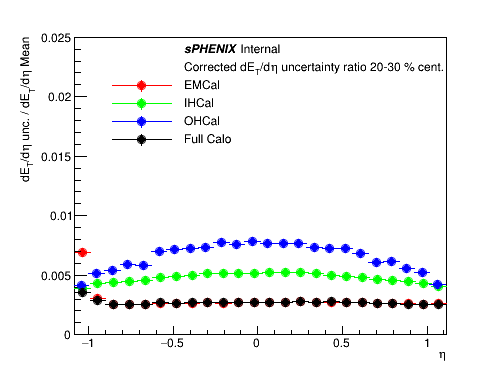 0.025
0.02
0.015
0.01
0.005
0
dE_T/dη unc. / dE_T/dη Mean
sPHENIX Internal
Corrected dE_T/dη uncertainty ratio 20-30 % cent.
EMCal
IHCal
OHCal
Full Calo
−1 −0.5 0 0.5 1
η